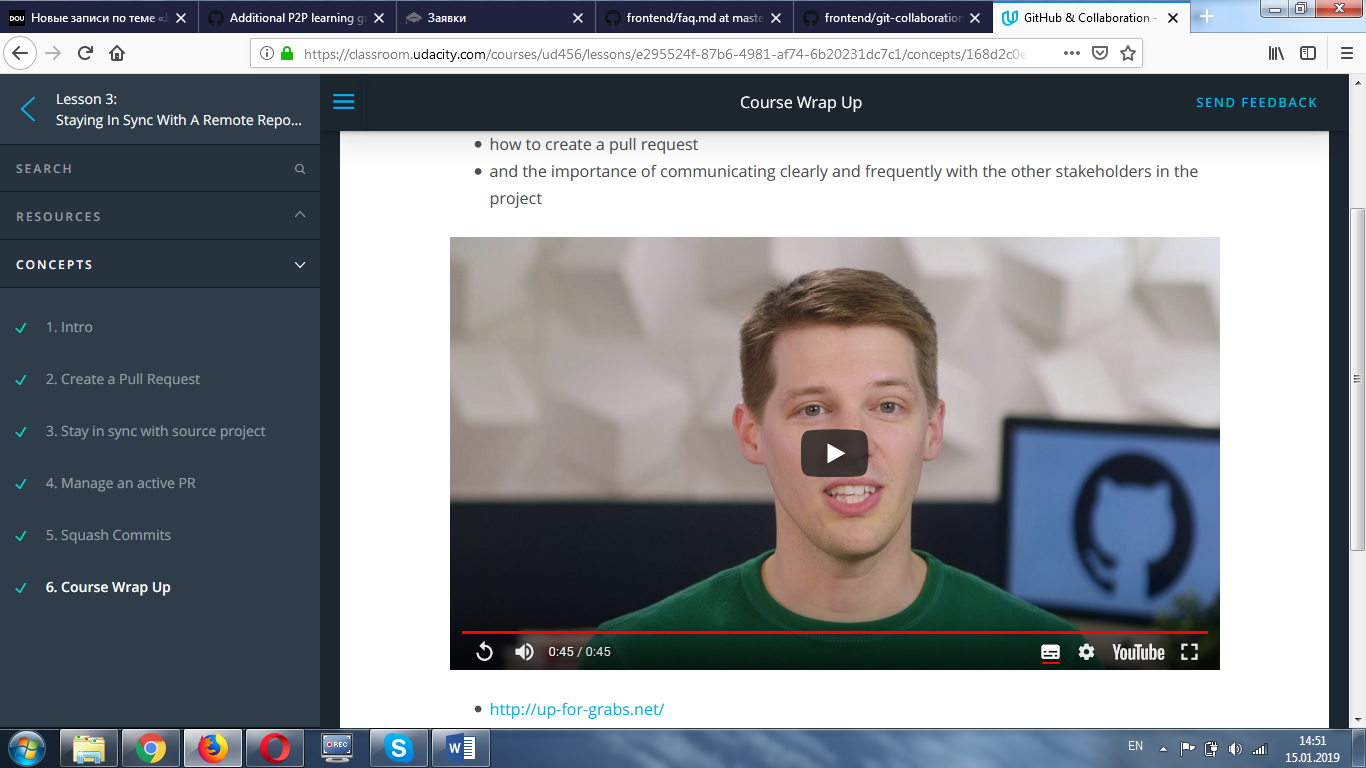 DOU Новые записи по теме «J
Additional P2P learning g
Заявки
frontend/faq.md at maste
frontend/git-collaboration
GitHub & Collaboration -
https://classroom.udacity.com/courses/ud456/lessons/e295524f-87b6-4981-af74-6b20231dc7c1/concepts/168d2c0e
Lesson 3:
Staying In Sync With A Remote Repo...
Course Wrap Up
SEND FEEDBACK
SEARCH
RESOURCES
CONCEPTS
1. Intro
2. Create a Pull Request
3. Stay in sync with source project
4. Manage an active PR
5. Squash Commits
6. Course Wrap Up
how to create a pull request
and the importance of communicating clearly and frequently with the other stakeholders in the
project
0:45 / 0:45
YouTube
http://up-for-grabs.net/
REC
EN
14:51
15.01.2019